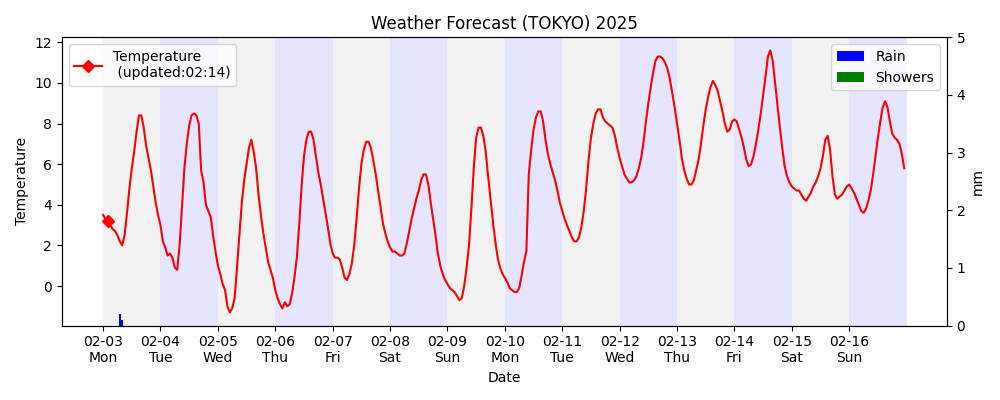 Weather Forecast (TOKYO) 2025
Temperature
(updated:02:14)
Rain
Showers
12
10
8
6
4
2
0
Temperature
5
4
3
2
1
0
mm
02-03 02-04 02-05 02-06 02-07 02-08 02-09 02-10 02-11 02-12 02-13 02-14 02-15 02-16
Mon Tue Wed Thu Fri Sat Sun Mon Tue Wed Thu Fri Sat Sun
Date